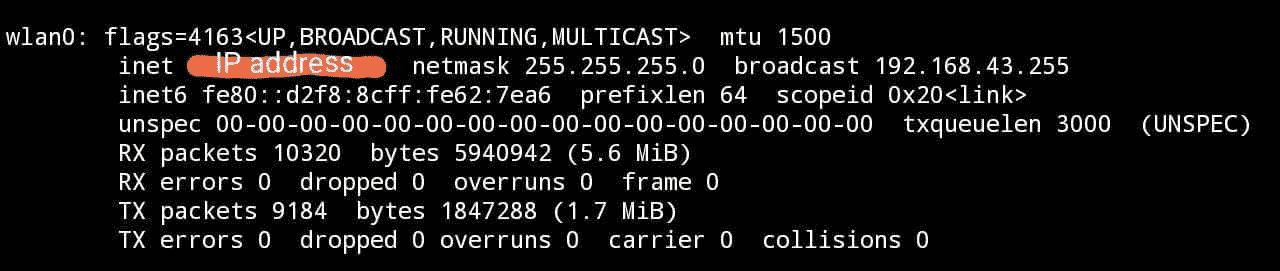 wlan0: flags=4163<UP,BROADCAST,RUNNING,MULTICAST>  mtu 1500
inet IP address netmask 255.255.255.0  broadcast 192.168.43.255
inet6 fe80::d2f8:8cff:fe62:7ea6  prefixlen 64  scopeid 0x20<link>
unspec 00-00-00-00-00-00-00-00-00-00-00-00-00-00-00-00  txqueuelen 3000  (UNSPEC)
RX packets 10320  bytes 5940942 (5.6 MiB)
RX errors 0  dropped 0  overruns 0  frame 0
TX packets 9184  bytes 1847288 (1.7 MiB)
TX errors 0  dropped 0 overruns 0  carrier 0  collisions 0